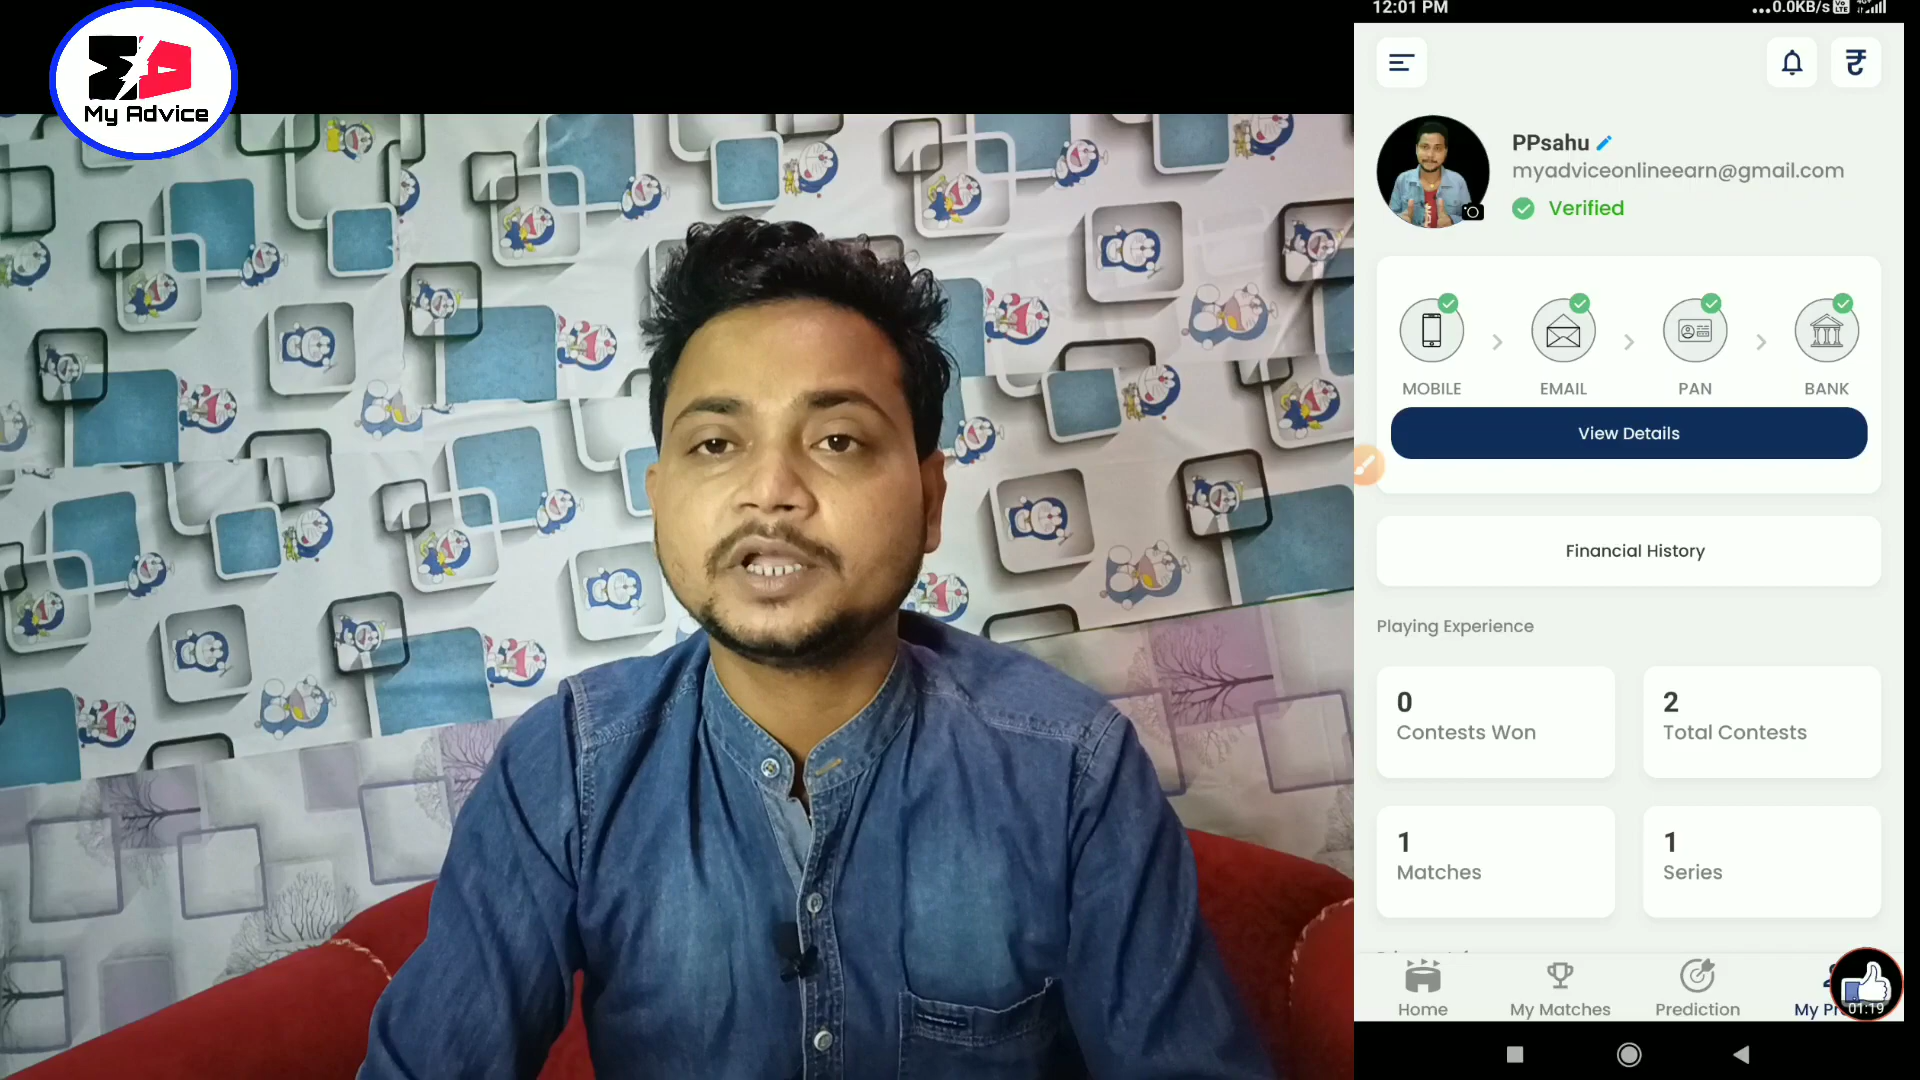 My Advice
12:01 PM
...0.0KB/s
PPsahu
myadviceonlineearn@gmail.com
Verified
MOBILE
EMAIL
PAN
BANK
View Details
Financial History
Playing Experience
0
Contests Won
2
Total Contests
1
Matches
1
Series
Home
My Matches
Prediction
My Pr
01:19